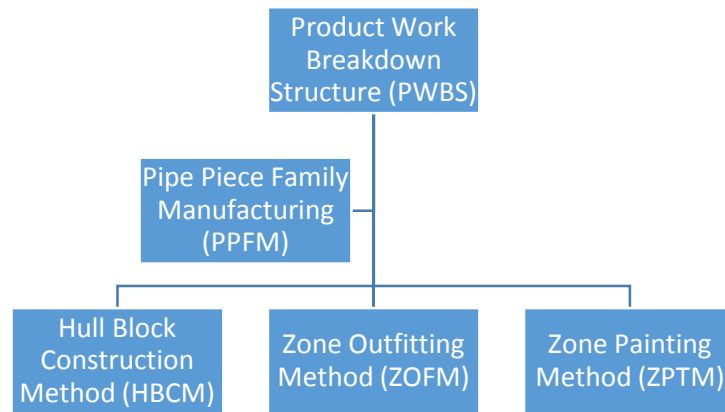 Product Work
Breakdown
Structure (PWBS)
Pipe Piece Family
Manufacturing
(PPFM)
Hull Block
Construction
Method (HBCM)
Zone Outfitting
Method (ZOFM)
Zone Painting
Method (ZPTM)